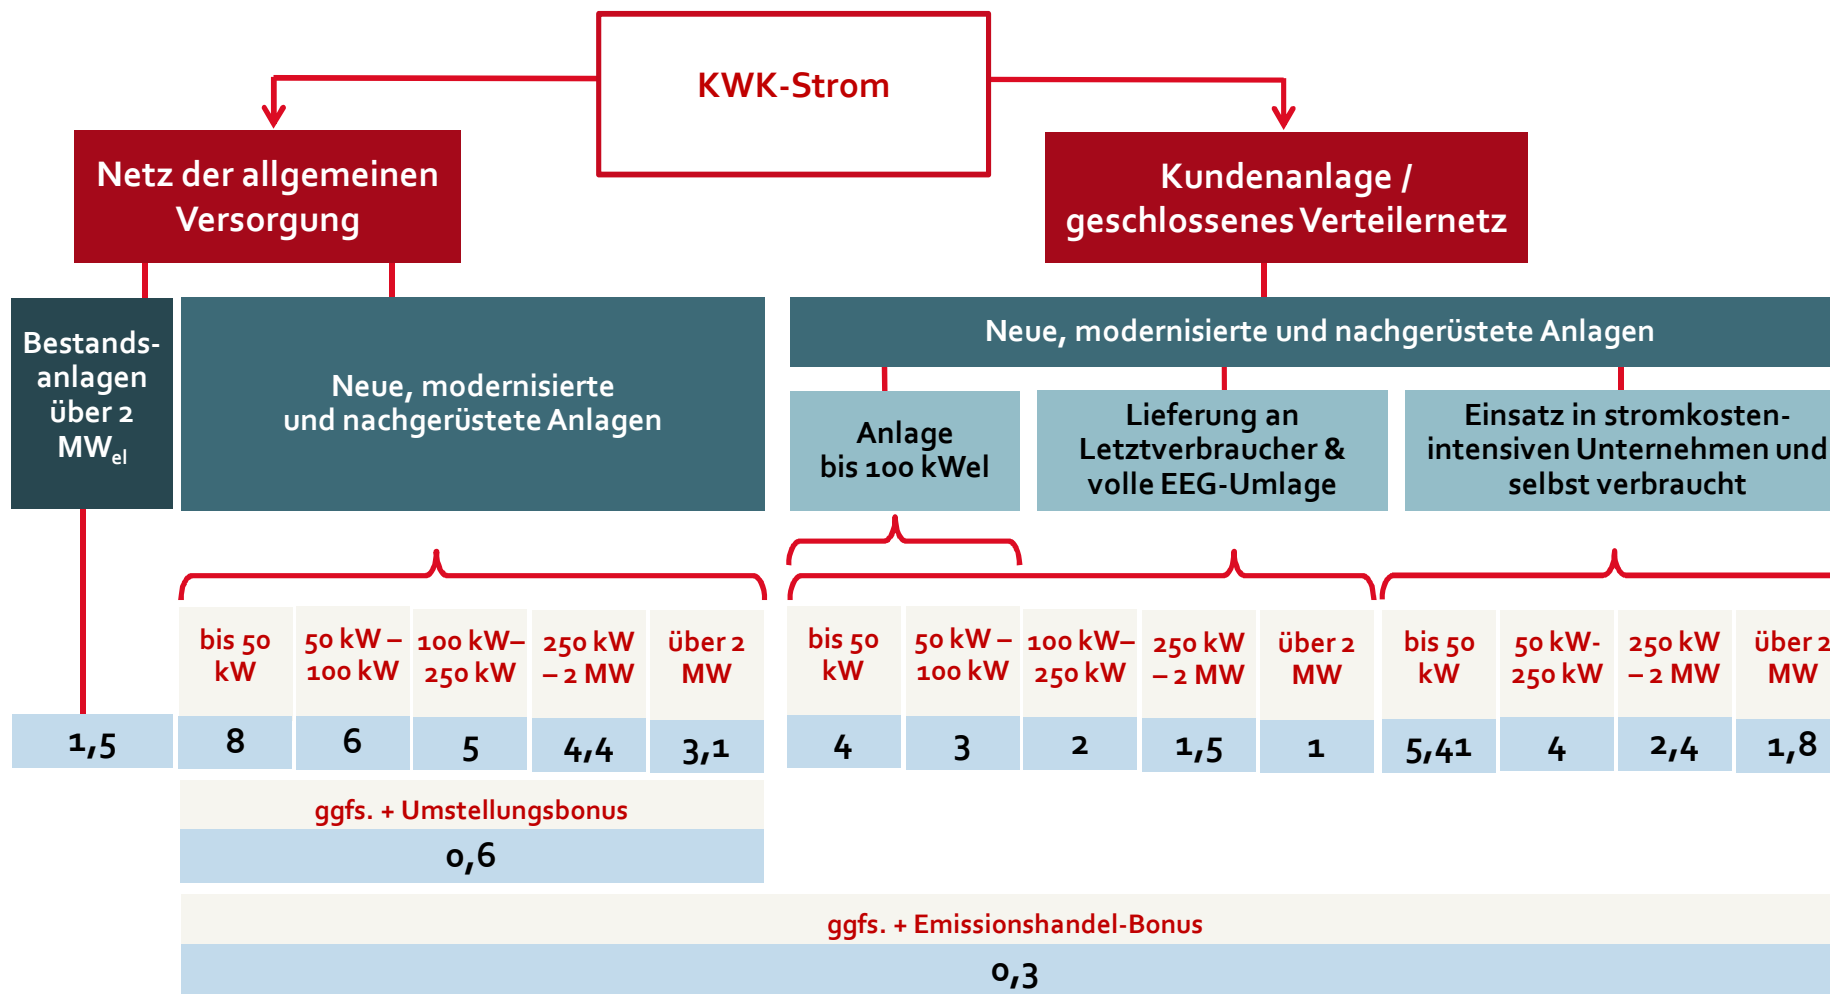 KWK-Strom
Netz der allgemeinen
Versorgung
Kundenanlage /
geschlossenes Verteilernetz
Bestands-
anlagen
über 2
MWel
Neue, modernisierte
und nachgerüstete Anlagen
Neue, modernisierte und nachgerüstete Anlagen
Anlage
bis 100 kWel
Lieferung an
Letztverbraucher &
volle EEG-Umlage
Einsatz in stromkosten-
intensiven Unternehmen und
selbst verbraucht
bis 50
kW
50 kW –
100 kW
100 kW–
250 kW
250 kW
– 2 MW
über 2
MW
bis 50
kW
50 kW –
100 kW
100 kW–
250 kW
250 kW
– 2 MW
über 2
MW
bis 50
kW
50 kW-
250 kW
250 kW
– 2 MW
über 2
MW
1,5
8
6
5
4,4
3,1
4
3
2
1,5
1
5,41
4
2,4
1,8
ggfs. + Umstellungsbonus
0,6
ggfs. + Emissionshandel-Bonus
0,3